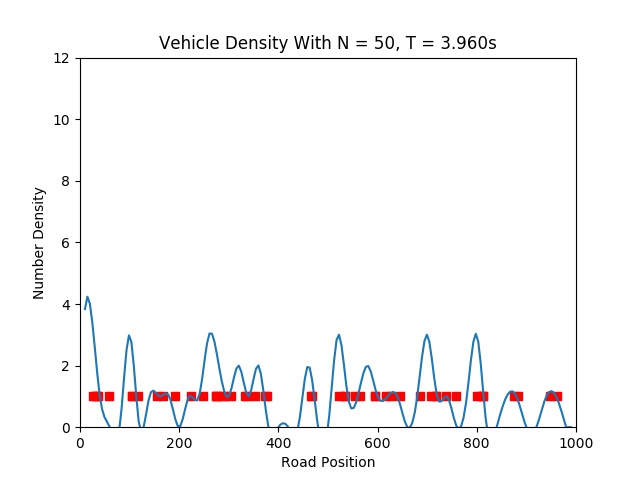 Vehicle Density With N = 50, T = 3.960s
12
10
8
6
4
2
0
Number Density
0 200 400 600 800 1000
Road Position